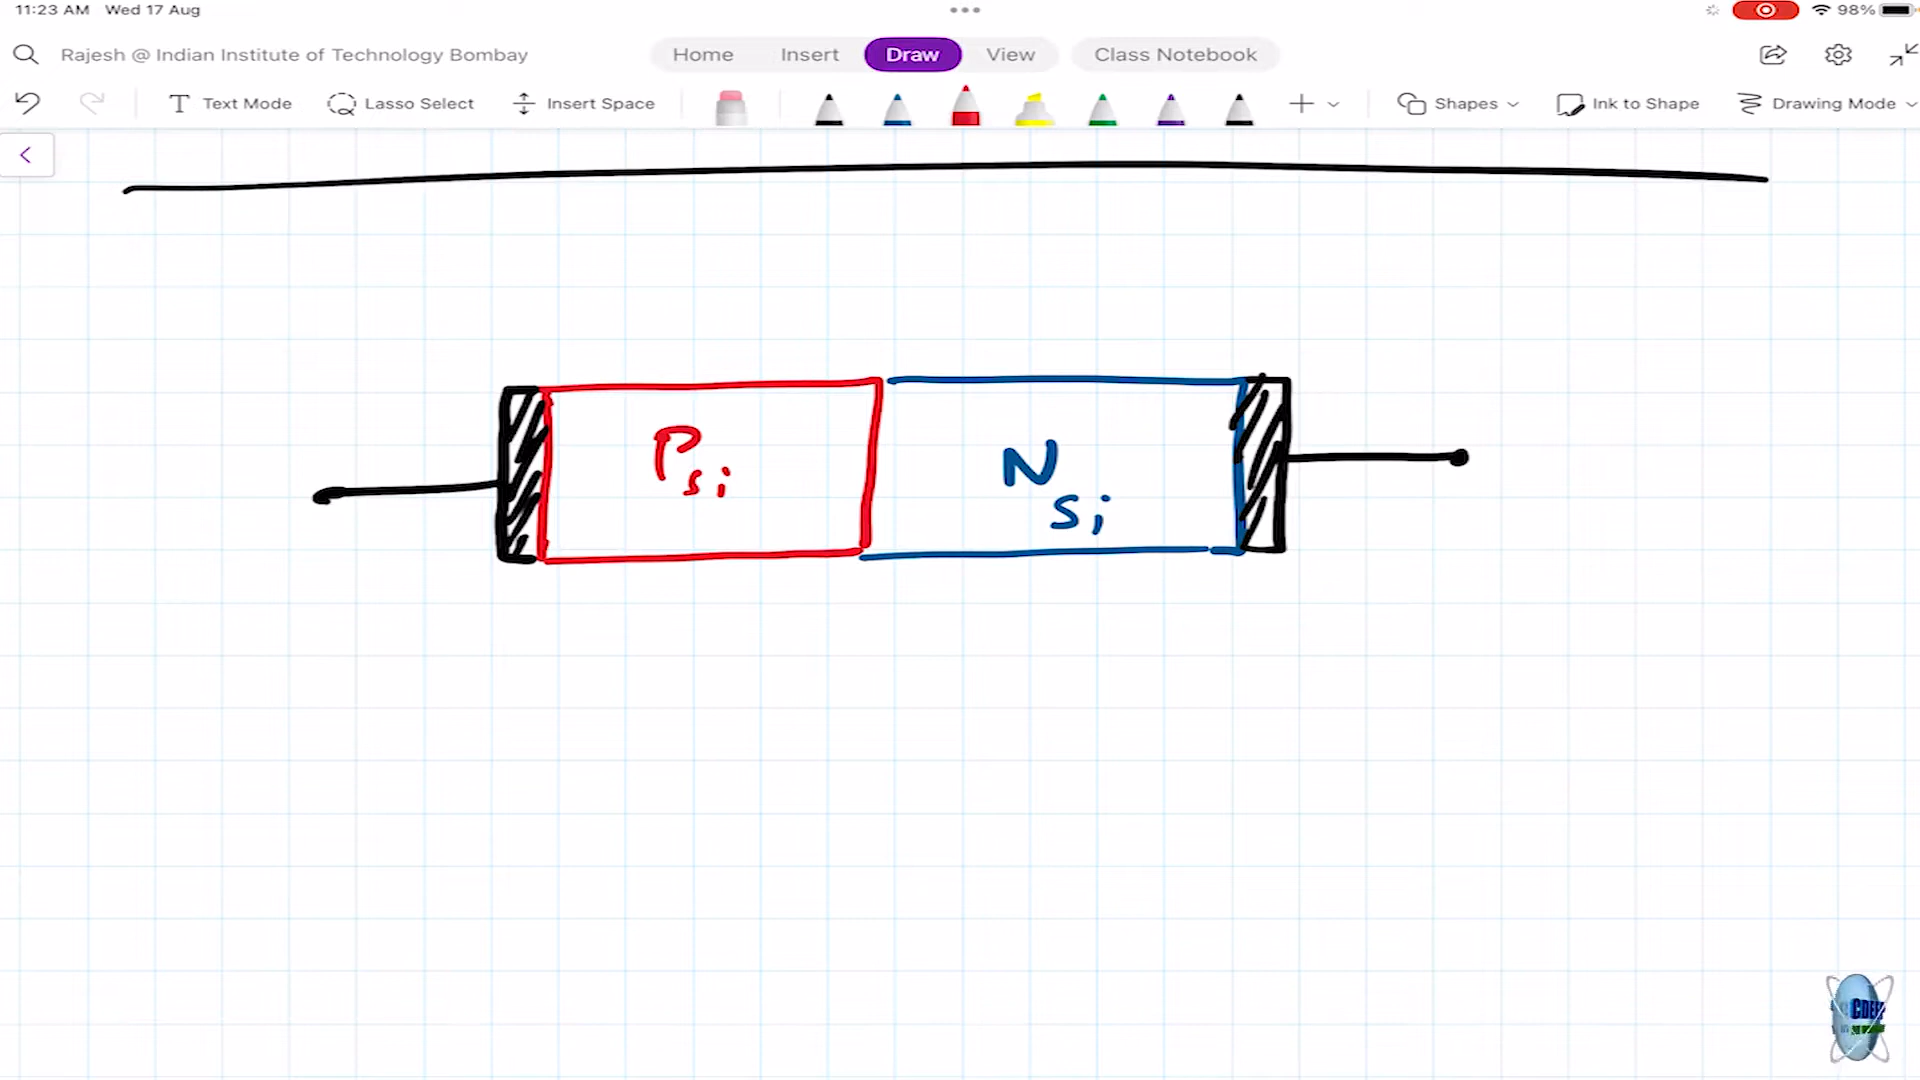 11:23 AM Wed 17 Aug 98%
Rajesh @ Indian Institute of Technology Bombay Home Insert Draw View Class Notebook
Text Mode Lasso Select Insert Space Shapes Ink to Shape Drawing Mode
P Si
N Si
CDEEP